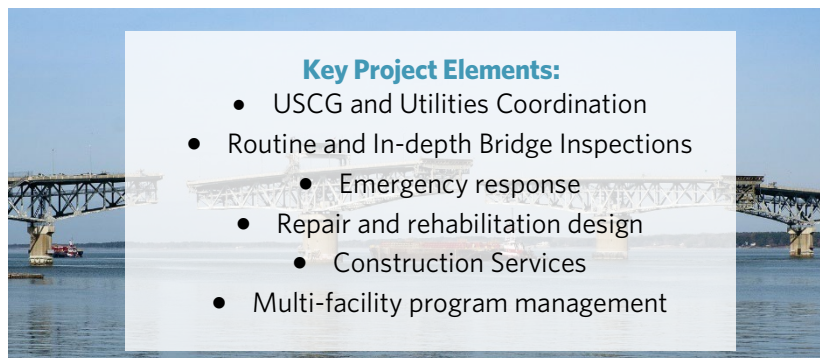 Key Project Elements:
• USCG and Utilities Coordination
• Routine and In-depth Bridge Inspections
• Emergency response
• Repair and rehabilitation design
• Construction Services
• Multi-facility program management